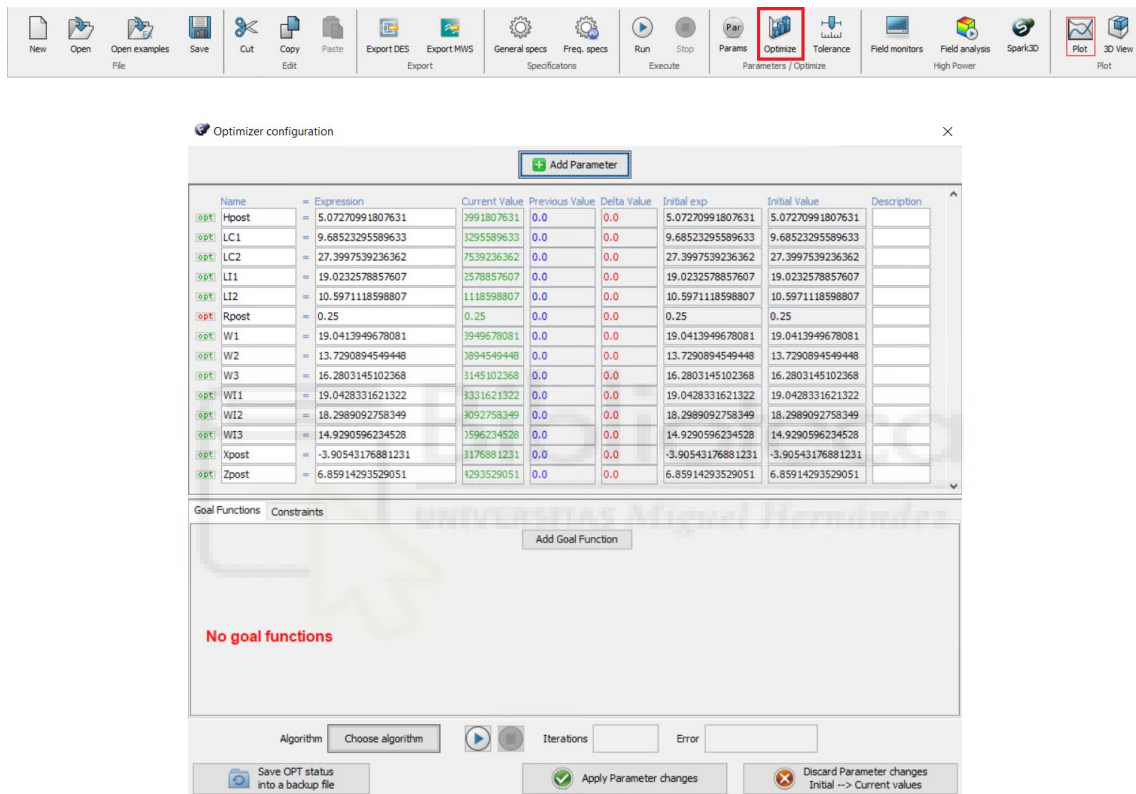 New Open Open examples Save Cut Copy Paste Export DES Export MWS General specs Freq. specs Run Stop Par Params Optimize Tolerance Field monitors Field analysis Spark3D Plot 3D View
File Edit Export Specificatons Execute Parameters / Optimize High Power Plot
Optimizer configuration
Add Parameter
Name = Expression Current Value Previous Value Delta Value Initial exp Initial Value Description
opt Hpost = 5.07270991807631 0991807631 0.0 0.0 5.07270991807631 5.07270991807631
opt LC1 = 9.68523295589633 3295589633 0.0 0.0 9.68523295589633 9.68523295589633
opt LC2 = 27.3997539236362 7539236362 0.0 0.0 27.3997539236362 27.3997539236362
opt LI1 = 19.0232578857607 2578857607 0.0 0.0 19.0232578857607 19.0232578857607
opt LI2 = 10.5971118598807 1118598807 0.0 0.0 10.5971118598807 10.5971118598807
opt Rpost = 0.25 0.25 0.0 0.0 0.25 0.25
opt W1 = 19.0413949678081 3949678081 0.0 0.0 19.0413949678081 19.0413949678081
opt W2 = 13.7290894549448 0894549448 0.0 0.0 13.7290894549448 13.7290894549448
opt W3 = 16.2803145102368 3145102368 0.0 0.0 16.2803145102368 16.2803145102368
opt WI1 = 19.0428331621322 8331621322 0.0 0.0 19.0428331621322 19.0428331621322
opt WI2 = 18.2989092758349 9092758349 0.0 0.0 18.2989092758349 18.2989092758349
opt WI3 = 14.9290596234528 0596234528 0.0 0.0 14.9290596234528 14.9290596234528
opt Xpost = -3.90543176881231 3176881231 0.0 0.0 -3.90543176881231 -3.90543176881231
opt Zpost = 6.85914293529051 4293529051 0.0 0.0 6.85914293529051 6.85914293529051
Biblioteca
UNIVERSITAS Miguel Hernández
Goal Functions Constraints
Add Goal Function
No goal functions
Algorithm Choose algorithm Iterations Error
Save OPT status
into a backup file
Apply Parameter changes
Discard Parameter changes
Initial --> Current values